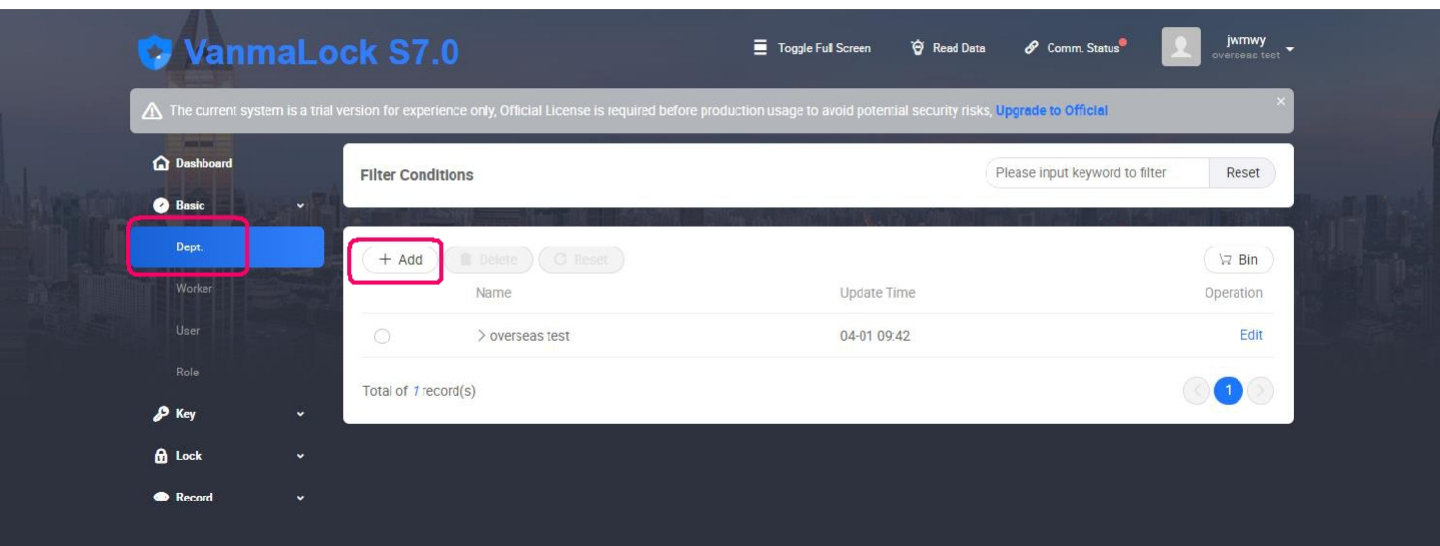 VanmaLock S7.0
Toggle Full Screen
Read Data
Comm. Status
jwmwy
overseas test
The current system is a trial version for experience only, Official License is required before production usage to avoid potential security risks, Upgrade to Official
Dashboard
Basic
Dept.
Worker
User
Role
Key
Lock
Record
Filter Conditions
Please input keyword to filter
Reset
+ Add
Delete
Reset
Bin
Name Update Time Operation
> overseas test 04-01 09:42 Edit
Total of 1 record(s)
< 1 >